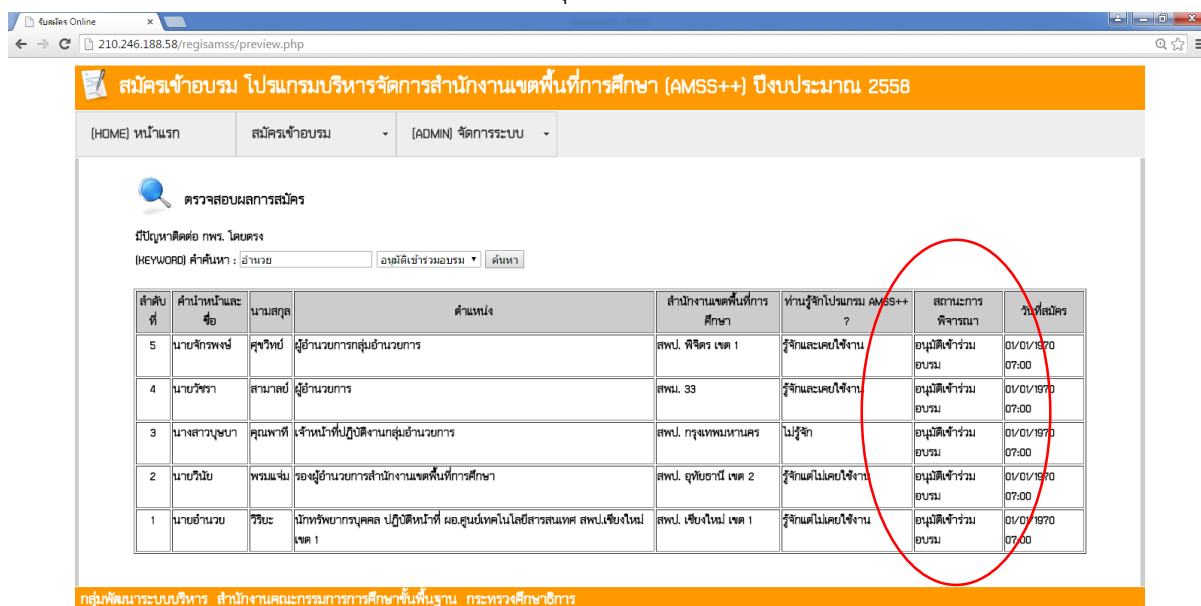 รับสมัคร Online
210.246.188.58/regisamss/preview.php
สมัครเข้าอบรม โปรแกรมบริหารจัดการสำนักงานเขตพื้นที่การศึกษา (AMSS++) ปีงบประมาณ 2558
(HOME) หน้าแรก สมัครเข้าอบรม (ADMIN) จัดการระบบ
ตรวจสอบผลการสมัคร
มีปัญหาติดต่อ กพร. โดยตรง
(KEYWORD) คำค้นหา : อำนวย อนุมัติเข้าร่วมอบรม ค้นหา
ลำดับที่ คำนำหน้าและชื่อ นามสกุล ตำแหน่ง สำนักงานเขตพื้นที่การศึกษา ท่านรู้จักโปรแกรม AMSS++ ? สถานะการพิจารณา วันที่สมัคร
5 นายจักรพงษ์ ศุขวิทย์ ผู้อำนวยการกลุ่มอำนวยการ สพป. พิจิตร เขต 1 รู้จักและเคยใช้งาน อนุมัติเข้าร่วมอบรม 01/01/1970 07:00
4 นายวัชรา สามาลย์ ผู้อำนวยการ สพม. 33 รู้จักและเคยใช้งาน อนุมัติเข้าร่วมอบรม 01/01/1970 07:00
3 นางสาวบุษบา คุณพาที เจ้าหน้าที่ปฏิบัติงานกลุ่มอำนวยการ สพป. กรุงเทพมหานคร ไม่รู้จัก อนุมัติเข้าร่วมอบรม 01/01/1970 07:00
2 นายวินัย พรมแจ่ม รองผู้อำนวยการสำนักงานเขตพื้นที่การศึกษา สพป. อุทัยธานี เขต 2 รู้จักแต่ไม่เคยใช้งาน อนุมัติเข้าร่วมอบรม 01/01/1970 07:00
1 นายอำนวย วิริยะ นักทรัพยากรบุคคล ปฏิบัติหน้าที่ ผอ.ศูนย์เทคโนโลยีสารสนเทศ สพป.เชียงใหม่ เขต 1 สพป. เชียงใหม่ เขต 1 รู้จักแต่ไม่เคยใช้งาน อนุมัติเข้าร่วมอบรม 01/01/1970 07:00
กลุ่มพัฒนาระบบบริหาร สำนักงานคณะกรรมการการศึกษาขั้นพื้นฐาน กระทรวงศึกษาธิการ